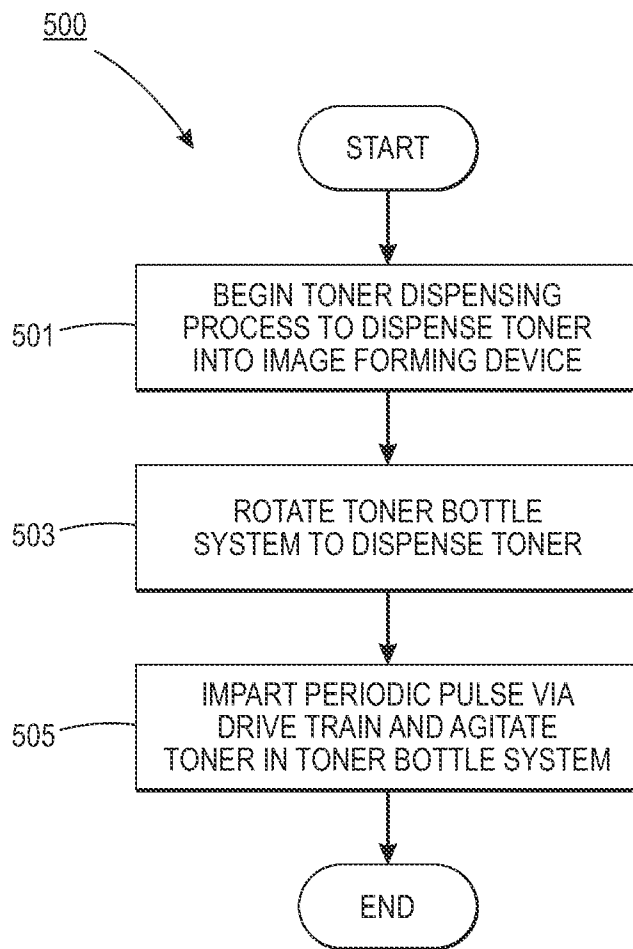 500
START
BEGIN TONER DISPENSING
PROCESS TO DISPENSE TONER
INTO IMAGE FORMING DEVICE
501
ROTATE TONER BOTTLE
SYSTEM TO DISPENSE TONER
503
IMPART PERIODIC PULSE VIA
DRIVE TRAIN AND AGITATE
TONER IN TONER BOTTLE SYSTEM
505
END